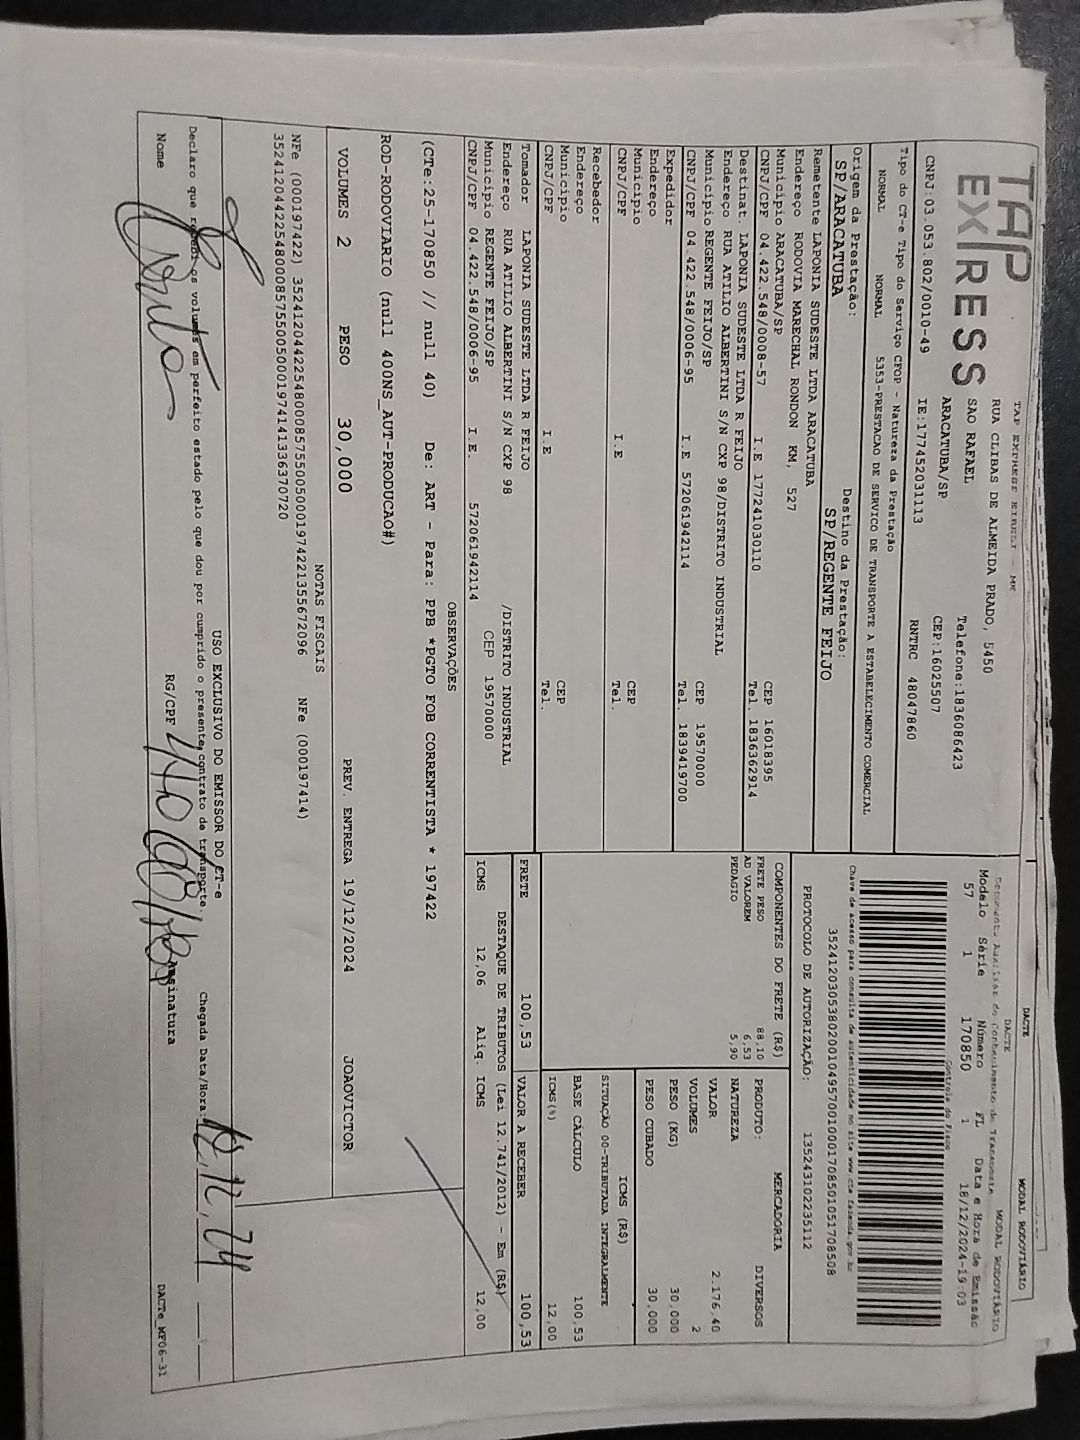 TAP EXPRESS
TAP EXPRESS EIRELI - ME
RUA CLIBAS DE ALMEIDA PRADO, 5450
SAO RAFAEL Telefone:1836086423
ARACATUBA/SP CEP:16025507
CNPJ:03.053.802/0010-49 IE:177452031113 RNTRC 48047860
DACTE MODAL RODOVIÁRIO
DACTE
Documento Auxiliar do Conhecimento de Transporte MODAL RODOVIÁRIO
Modelo Série Número FL Data e Hora de Emissão
57 1 170850 1 18/12/2024-19:03
Controle do Fisco
Chave de acesso para consulta de autenticidade no site www.cte.fazenda.gov.br
35241203053802001049570010001708501051708508
PROTOCOLO DE AUTORIZAÇÃO: 135243102235112
Tipo do CT-e Tipo do Serviço CFOP - Natureza da Prestação
NORMAL NORMAL 5353-PRESTACAO DE SERVICO DE TRANSPORTE A ESTABELECIMENTO COMERCIAL
Origem da Prestação: Destino da Prestação:
SP/ARACATUBA SP/REGENTE FEIJO
Remetente LAPONIA SUDESTE LTDA ARACATUBA
Endereço RODOVIA MARECHAL RONDON KM, 527
Município ARACATUBA/SP CEP 16018395
CNPJ/CPF 04.422.548/0008-57 I.E 177241030110 Tel. 1836362914
Destinat. LAPONIA SUDESTE LTDA R FEIJO
Endereço RUA ATILIO ALBERTINI S/N CXP 98/DISTRITO INDUSTRIAL
Município REGENTE FEIJO/SP CEP 19570000
CNPJ/CPF 04.422.548/0006-95 I.E 572061942114 Tel. 1839419700
Expedidor
Endereço
Município CEP
CNPJ/CPF I.E Tel.
Recebedor
Endereço
Município CEP
CNPJ/CPF I.E Tel.
Tomador LAPONIA SUDESTE LTDA R FEIJO
Endereço RUA ATILIO ALBERTINI S/N CXP 98 /DISTRITO INDUSTRIAL
Município REGENTE FEIJO/SP CEP 19570000
CNPJ/CPF 04.422.548/0006-95 I.E. 572061942114
COMPONENTES DO FRETE (R$)
FRETE PESO 88,10
AD VALOREM 6,53
PEDAGIO 5,90
MERCADORIA
PRODUTO: DIVERSOS
NATUREZA
VALOR 2.176,40
VOLUMES 2
PESO (KG) 30,000
PESO CUBADO 30,000
ICMS (R$)
SITUAÇÃO 00-TRIBUTADA INTEGRALMENTE
BASE CÁLCULO 100,53
ICMS(%) 12,00
FRETE 100,53 VALOR A RECEBER 100,53
DESTAQUE DE TRIBUTOS (Lei 12.741/2012) - Em (R$)
ICMS 12,06 Aliq. ICMS 12,00
OBSERVAÇÕES
(CTe:25-170850 // null 40) De: ART - Para: PPB *PGTO FOB CORRENTISTA * 197422
ROD-RODOVIARIO (null 400NS_AUT-PRODUCAO#)
VOLUMES 2 PESO 30,000 PREV. ENTREGA 19/12/2024 JOAOVICTOR
NOTAS FISCAIS
NFe (000197422) 35241204422548000857550050001974221355672096 NFe (000197414)
35241204422548000857550050001974141336370720
USO EXCLUSIVO DO EMISSOR DO CT-e
Declaro que recebi os volumes em perfeito estado pelo que dou por cumprido o presente contrato de transporte. Chegada Data/Hora:
Nome RG/CPF Assinatura DACTe_MF06-31